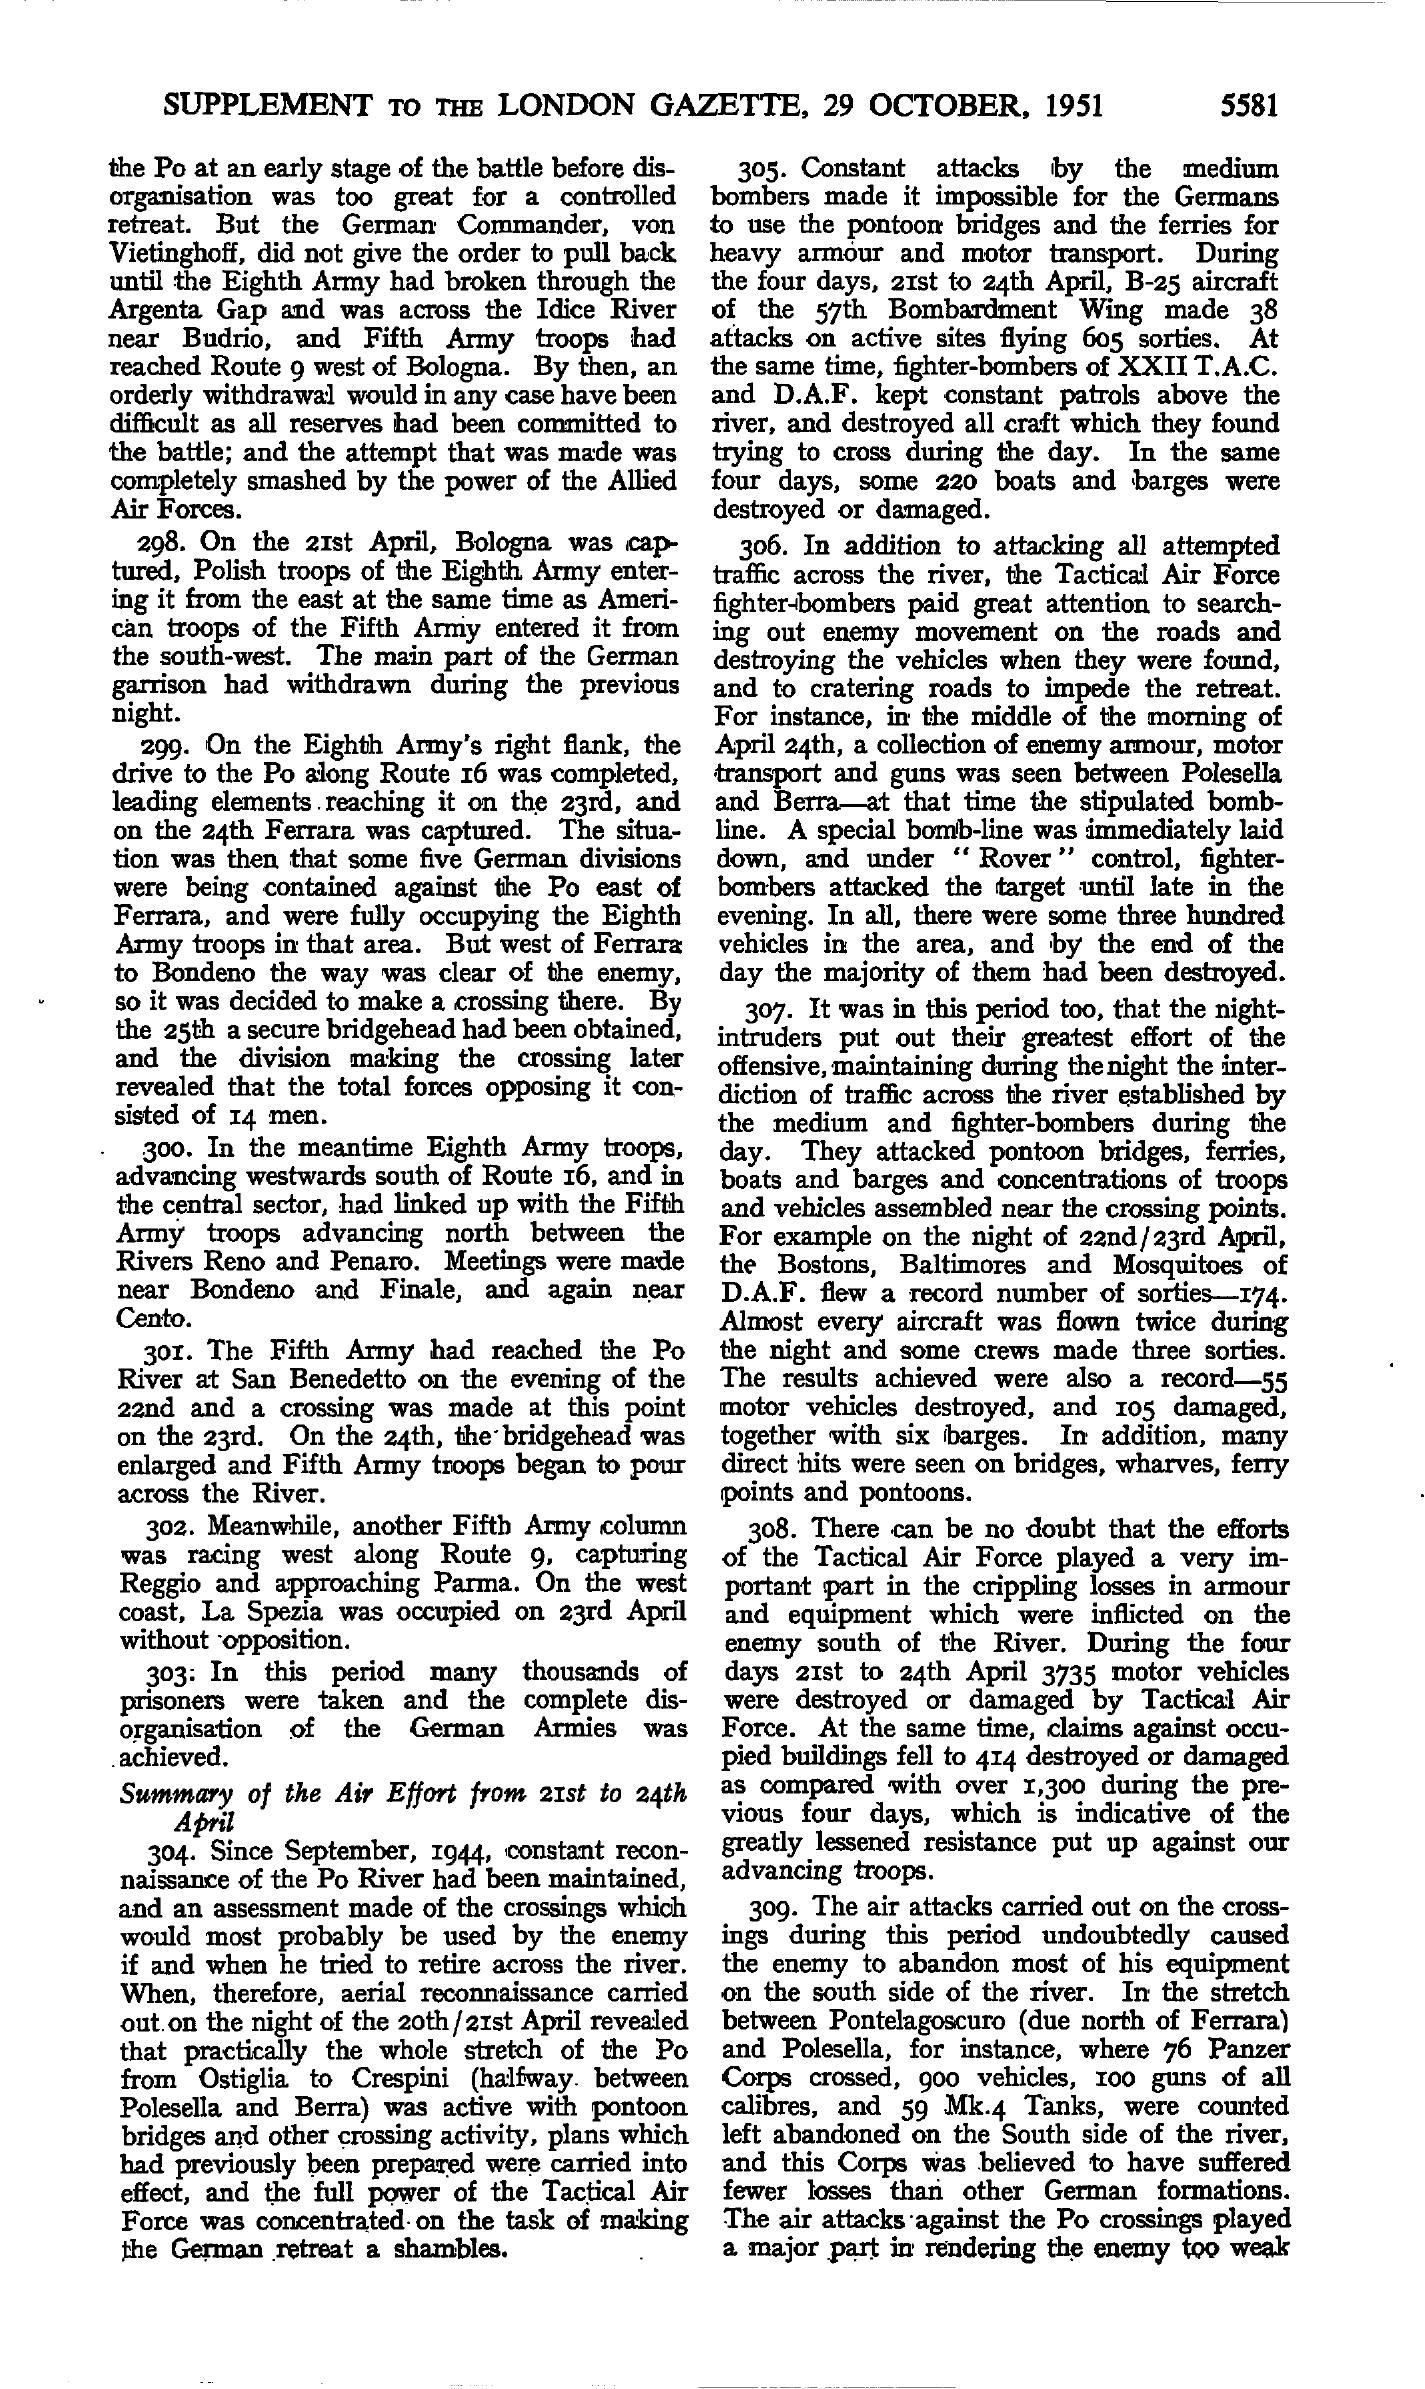 SUPPLEMENT TO THE LONDON GAZETTE, 29 OCTOBER, 1951 5581
the Po at an early stage of the battle before dis-
organisation was too great for a controlled
retreat. But the German Commander, von
Vietinghoff, did not give the order to pull back
until the Eighth Army had broken through the
Argenta Gap and was across the Idice River
near Budrio, and Fifth Army troops had
reached Route 9 west of Bologna. By then, an
orderly withdrawal would in any case have been
difficult as all reserves had been committed to
the battle; and the attempt that was made was
completely smashed by the power of the Allied
Air Forces.
298. On the 21st April, Bologna was cap-
tured, Polish troops of the Eighth Army enter-
ing it from the east at the same time as Ameri-
can troops of the Fifth Army entered it from
the south-west. The main part of the German
garrison had withdrawn during the previous
night.
299. On the Eighth Army's right flank, the
drive to the Po along Route 16 was completed,
leading elements reaching it on the 23rd, and
on the 24th Ferrara was captured. The situa-
tion was then that some five German divisions
were being contained against the Po east of
Ferrara, and were fully occupying the Eighth
Army troops in that area. But west of Ferrara
to Bondeno the way was clear of the enemy,
so it was decided to make a crossing there. By
the 25th a secure bridgehead had been obtained,
and the division making the crossing later
revealed that the total forces opposing it con-
sisted of 14 men.
300. In the meantime Eighth Army troops,
advancing westwards south of Route 16, and in
the central sector, had linked up with the Fifth
Army troops advancing north between the
Rivers Reno and Penaro. Meetings were made
near Bondeno and Finale, and again near
Cento.
301. The Fifth Army had reached the Po
River at San Benedetto on the evening of the
22nd and a crossing was made at this point
on the 23rd. On the 24th, the bridgehead was
enlarged and Fifth Army troops began to pour
across the River.
302. Meanwhile, another Fifth Army column
was racing west along Route 9, capturing
Reggio and approaching Parma. On the west
coast, La Spezia was occupied on 23rd April
without opposition.
303. In this period many thousands of
prisoners were taken and the complete dis-
organisation of the German Armies was
achieved.
Summary of the Air Effort from 21st to 24th
April
304. Since September, 1944, constant recon-
naissance of the Po River had been maintained,
and an assessment made of the crossings which
would most probably be used by the enemy
if and when he tried to retire across the river.
When, therefore, aerial reconnaissance carried
out on the night of the 20th/21st April revealed
that practically the whole stretch of the Po
from Ostiglia to Crespini (halfway between
Polesella and Berra) was active with pontoon
bridges and other crossing activity, plans which
had previously been prepared were carried into
effect, and the full power of the Tactical Air
Force was concentrated on the task of making
the German retreat a shambles.
305. Constant attacks by the medium
bombers made it impossible for the Germans
to use the pontoon bridges and the ferries for
heavy armour and motor transport. During
the four days, 21st to 24th April, B-25 aircraft
of the 57th Bombardment Wing made 38
attacks on active sites flying 605 sorties. At
the same time, fighter-bombers of XXII T.A.C.
and D.A.F. kept constant patrols above the
river, and destroyed all craft which they found
trying to cross during the day. In the same
four days, some 220 boats and barges were
destroyed or damaged.
306. In addition to attacking all attempted
traffic across the river, the Tactical Air Force
fighter-bombers paid great attention to search-
ing out enemy movement on the roads and
destroying the vehicles when they were found,
and to cratering roads to impede the retreat.
For instance, in the middle of the morning of
April 24th, a collection of enemy armour, motor
transport and guns was seen between Polesella
and Berra—at that time the stipulated bomb-
line. A special bomb-line was immediately laid
down, and under " Rover " control, fighter-
bombers attacked the target until late in the
evening. In all, there were some three hundred
vehicles in the area, and by the end of the
day the majority of them had been destroyed.
307. It was in this period too, that the night-
intruders put out their greatest effort of the
offensive, maintaining during the night the inter-
diction of traffic across the river established by
the medium and fighter-bombers during the
day. They attacked pontoon bridges, ferries,
boats and barges and concentrations of troops
and vehicles assembled near the crossing points.
For example on the night of 22nd/23rd April,
the Bostons, Baltimores and Mosquitoes of
D.A.F. flew a record number of sorties—174.
Almost every aircraft was flown twice during
the night and some crews made three sorties.
The results achieved were also a record—55
motor vehicles destroyed, and 105 damaged,
together with six barges. In addition, many
direct hits were seen on bridges, wharves, ferry
points and pontoons.
308. There can be no doubt that the efforts
of the Tactical Air Force played a very im-
portant part in the crippling losses in armour
and equipment which were inflicted on the
enemy south of the River. During the four
days 21st to 24th April 3735 motor vehicles
were destroyed or damaged by Tactical Air
Force. At the same time, claims against occu-
pied buildings fell to 414 destroyed or damaged
as compared with over 1,300 during the pre-
vious four days, which is indicative of the
greatly lessened resistance put up against our
advancing troops.
309. The air attacks carried out on the cross-
ings during this period undoubtedly caused
the enemy to abandon most of his equipment
on the south side of the river. In the stretch
between Pontelagoscuro (due north of Ferrara)
and Polesella, for instance, where 76 Panzer
Corps crossed, 900 vehicles, 100 guns of all
calibres, and 59 Mk.4 Tanks, were counted
left abandoned on the South side of the river,
and this Corps was believed to have suffered
fewer losses than other German formations.
The air attacks against the Po crossings played
a major part in rendering the enemy too weak